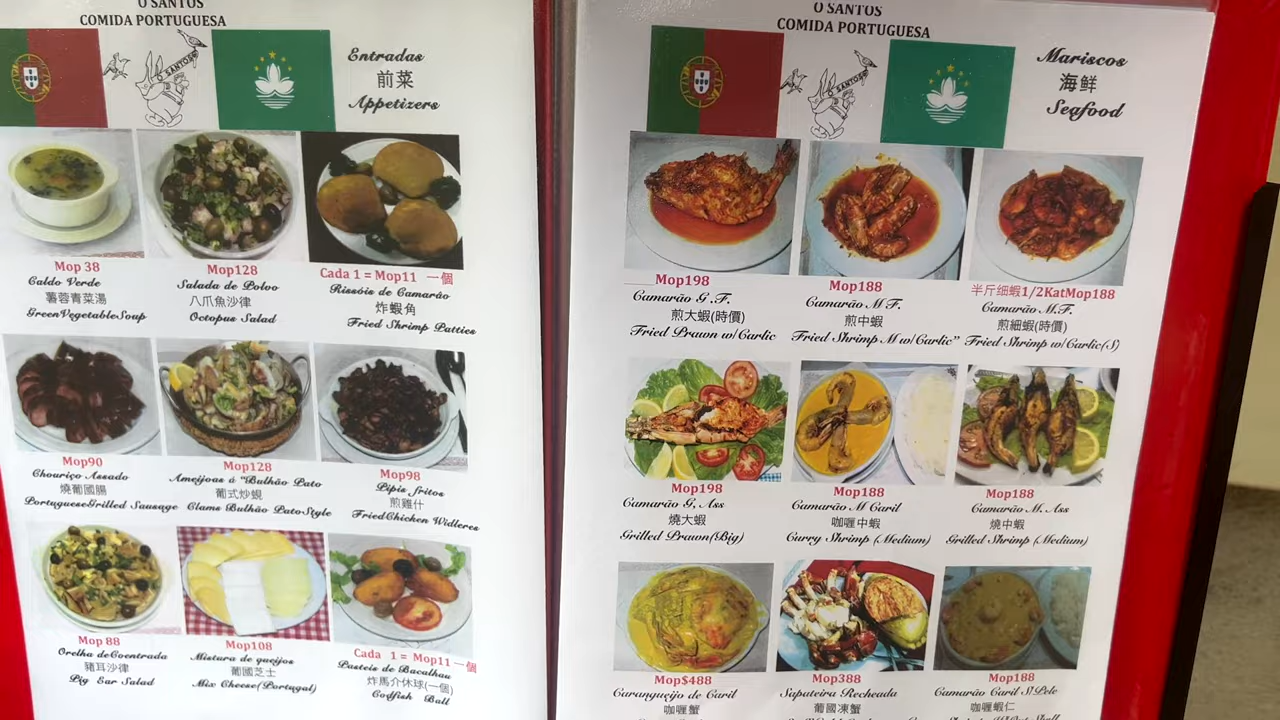 O SANTOS
COMIDA PORTUGUESA
O SANTOS
Entradas
前菜
Appetizers
Mop 38
Caldo Verde
薯蓉青菜湯
GreenVegetableSoup
Mop128
Salada de Polvo
八爪魚沙律
Octopus Salad
Cada 1 = Mop11 一個
Rissóis de Camarão
炸蝦角
Fried Shrimp Patties
Mop90
Chouriço Assado
燒葡國腸
PortugueseGrilled Sausage
Mop128
Ameijoas á "Bulhão Pato
葡式炒蜆
Clams Bulhão PatoStyle
Mop98
Pipis fritos
煎雞什
FriedChicken Widleres
Mop 88
Orelha deCoentrada
豬耳沙律
Pig Ear Salad
Mop108
Mistura de queijos
葡國芝士
Mix Cheese(Portugal)
Cada 1= Mop11 一個
Pasteis de Bacalhau
炸馬介休球(一個)
Codfish Ball
O SANTOS
COMIDA PORTUGUESA
O SANTOS
Mariscos
海鮮
Seafood
Mop198
Camarão G .F.
煎大蝦(時價)
Fried Prawn w/Garlic
Mop188
Camarão M F.
煎中蝦
Fried Shrimp M w/Garlic"
半斤细蝦1/2KatMop188
Camarão M.F.
煎細蝦(時價)
Fried Shrimp w/Garlic(S)
Mop198
Camarão G, Ass
燒大蝦
Grilled Prawn(Big)
Mop188
Camarão M Caril
咖喱中蝦
Curry Shrimp (Medium)
Mop188
Camarão M. Ass
燒中蝦
Grilled Shrimp (Medium)
Mop$488
Carangueijo de Caril
咖喱蟹
Mop388
Sapateira Recheada
葡國凍蟹
Mop188
Camarão Caril S/Pele
咖喱蝦仁